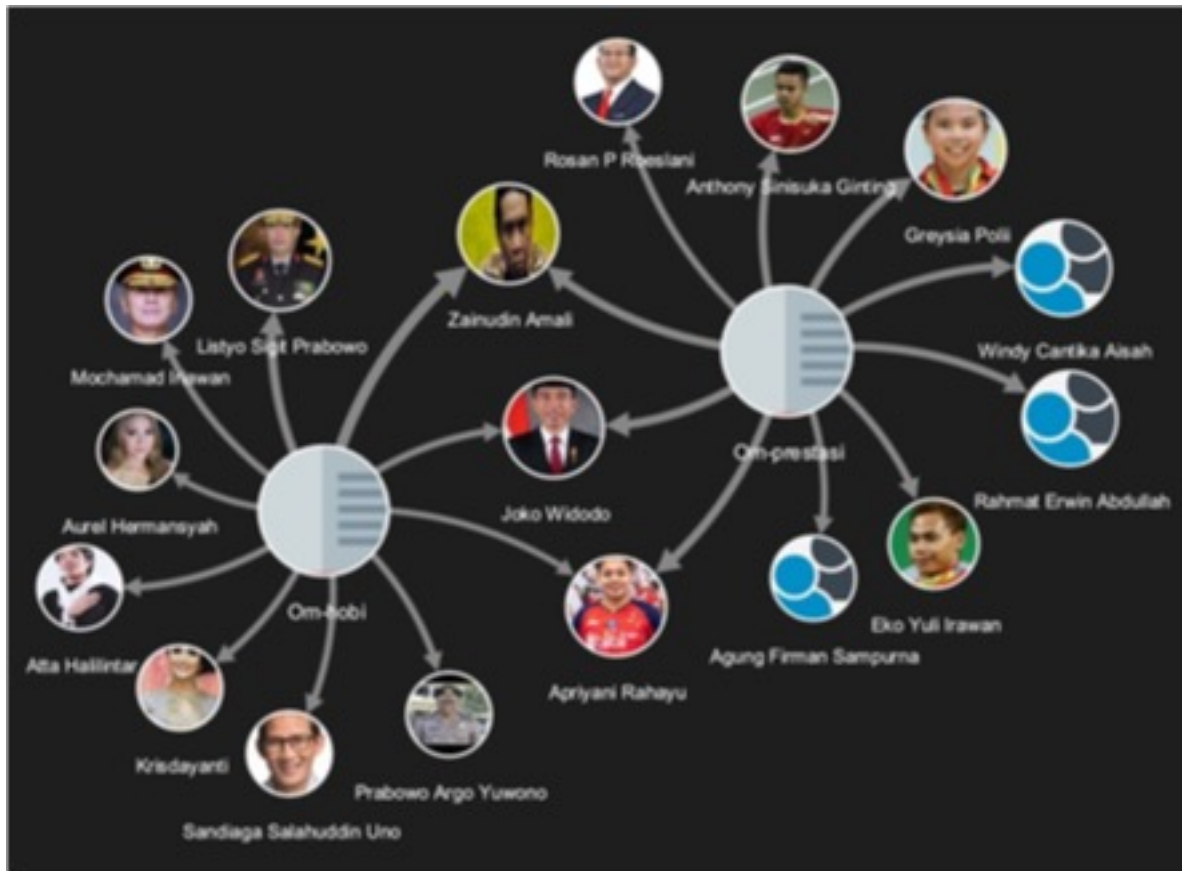 Rosan P Roeslani
Anthony Sinisuka Ginting
Greysia Polii
Zainudin Amali
Listyo Sigit Prabowo
Windy Cantika Aisah
Mochamad Iriawan
Om-prestasi
Rahmat Erwin Abdullah
Joko Widodo
Aurel Hermansyah
Om-hobi
Eko Yuli Irawan
Agung Firman Sampurna
Atta Halilintar
Apriyani Rahayu
Krisdayanti
Prabowo Argo Yuwono
Sandiaga Salahuddin Uno